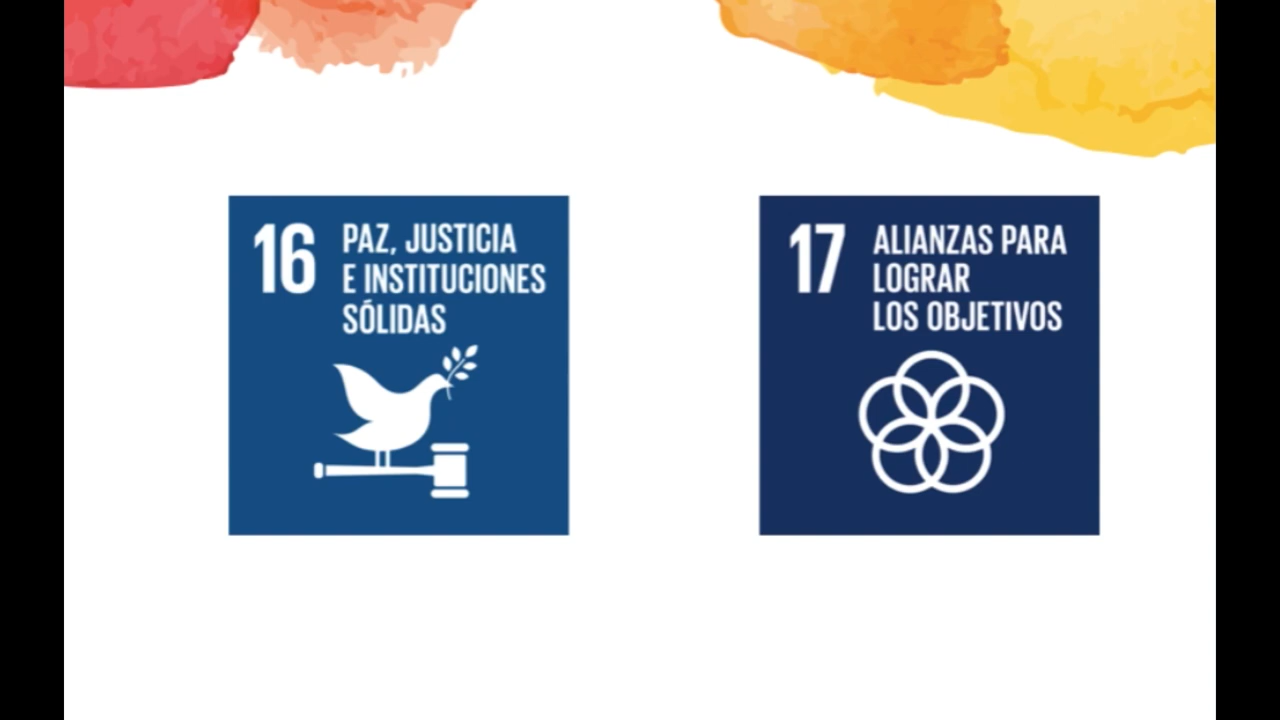 16
PAZ, JUSTICIA
E INSTITUCIONES
SÓLIDAS
17
ALIANZAS PARA
LOGRAR
LOS OBJETIVOS